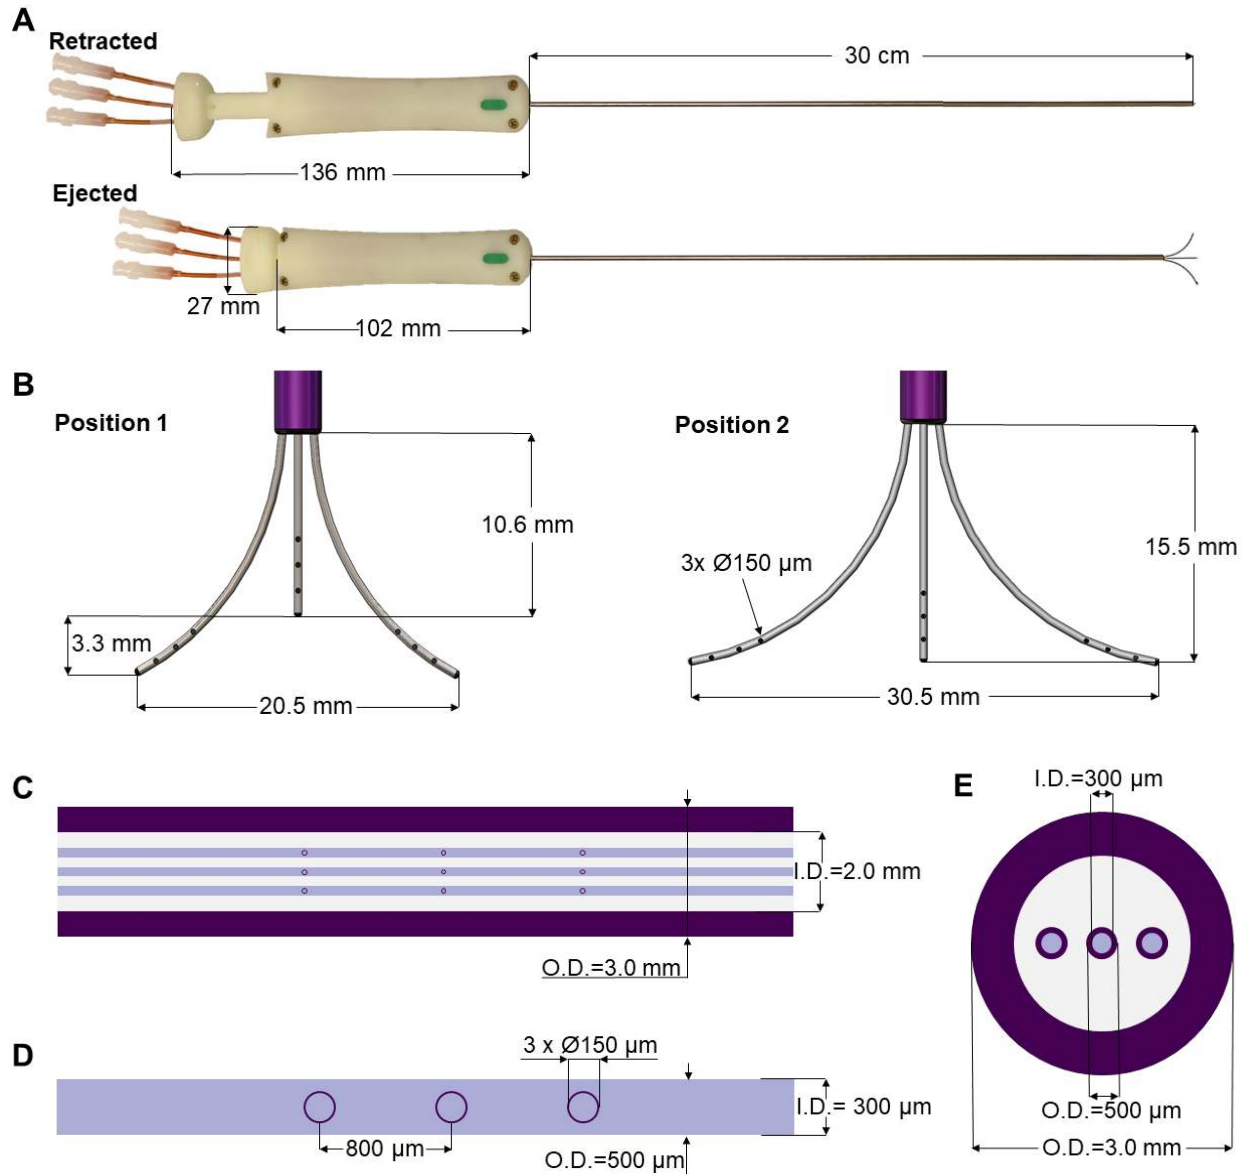 A
Retracted
30 cm
136 mm
Ejected
27 mm
102 mm
B
Position 1
Position 2
10.6 mm
15.5 mm
3x Ø150 µm
3.3 mm
20.5 mm
30.5 mm
C
E
I.D.=300 µm
I.D.=2.0 mm
O.D.=3.0 mm
D
3 x Ø150 µm
I.D.= 300 µm
800 µm
O.D.=500 µm
O.D.=500 µm
O.D.=3.0 mm